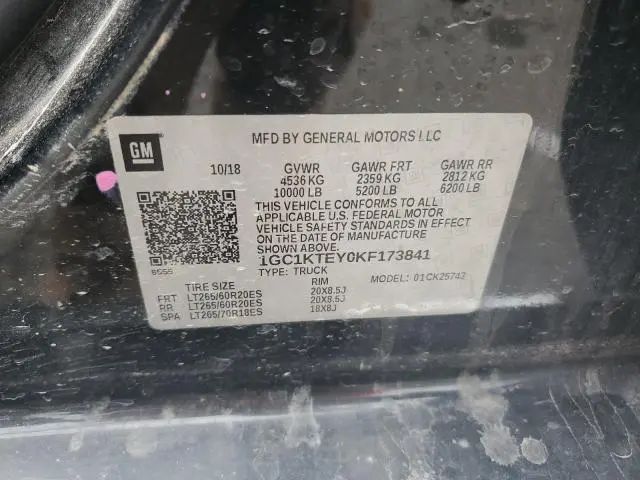 GM
MFD BY GENERAL MOTORS LLC
10/18 GVWR GAWR FRT GAWR RR
4536 KG 2359 KG 2812 KG
10000 LB 5200 LB 6200 LB
THIS VEHICLE CONFORMS TO ALL
APPLICABLE U.S. FEDERAL MOTOR
VEHICLE SAFETY STANDARDS IN EFFECT
ON THE DATE OF MANUFACTURE
1GC1KTEY0KF173841
8555 TYPE: TRUCK MODEL: 01CK25743
TIRE SIZE RIM
FRT LT265/60R20ES 20X8.5J
RR LT265/60R20ES 20X8.5J
SPA LT265/70R18ES 18X8J